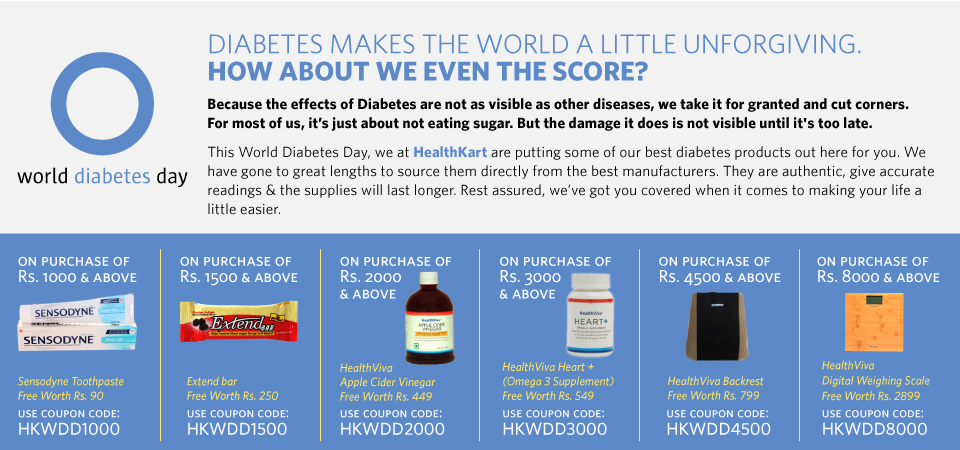 DIABETES MAKES THE WORLD A LITTLE UNFORGIVING.
HOW ABOUT WE EVEN THE SCORE?
Because the effects of Diabetes are not as visible as other diseases, we take it for granted and cut corners.
For most of us, it's just about not eating sugar. But the damage it does is not visible until it's too late.
world diabetes day
This World Diabetes Day, we at HealthKart are putting some of our best diabetes products out here for you. We
have gone to great lengths to source them directly from the best manufacturers. They are authentic, give accurate
readings & the supplies will last longer. Rest assured, we've got you covered when it comes to making your life a
little easier.
ON PURCHASE OF
Rs. 1000 & ABOVE
SENSODYNE
SENSODYNE
Sensodyne Toothpaste
Free Worth Rs. 90
USE COUPON CODE:
HKWDD1000
ON PURCHASE OF
Rs. 1500 & ABOVE
Extend
BAR
Extend bar
Free Worth Rs. 250
USE COUPON CODE:
HKWDD1500
ON PURCHASE OF
Rs. 2000
& ABOVE
HealthViva
APPLE CIDER
VINEGAR
HealthViva
Apple Cider Vinegar
Free Worth Rs. 449
USE COUPON CODE:
HKWDD2000
ON PURCHASE OF
Rs. 3000
& ABOVE
HealthViva
HEART+
HealthViva Heart +
(Omega 3 Supplement)
Free Worth Rs. 549
USE COUPON CODE:
HKWDD3000
ON PURCHASE OF
Rs. 4500 & ABOVE
HealthViva Backrest
Free Worth Rs. 799
USE COUPON CODE:
HKWDD4500
ON PURCHASE OF
Rs. 8000 & ABOVE
HealthViva
Digital Weighing Scale
Free Worth Rs. 2899
USE COUPON CODE:
HKWDD8000